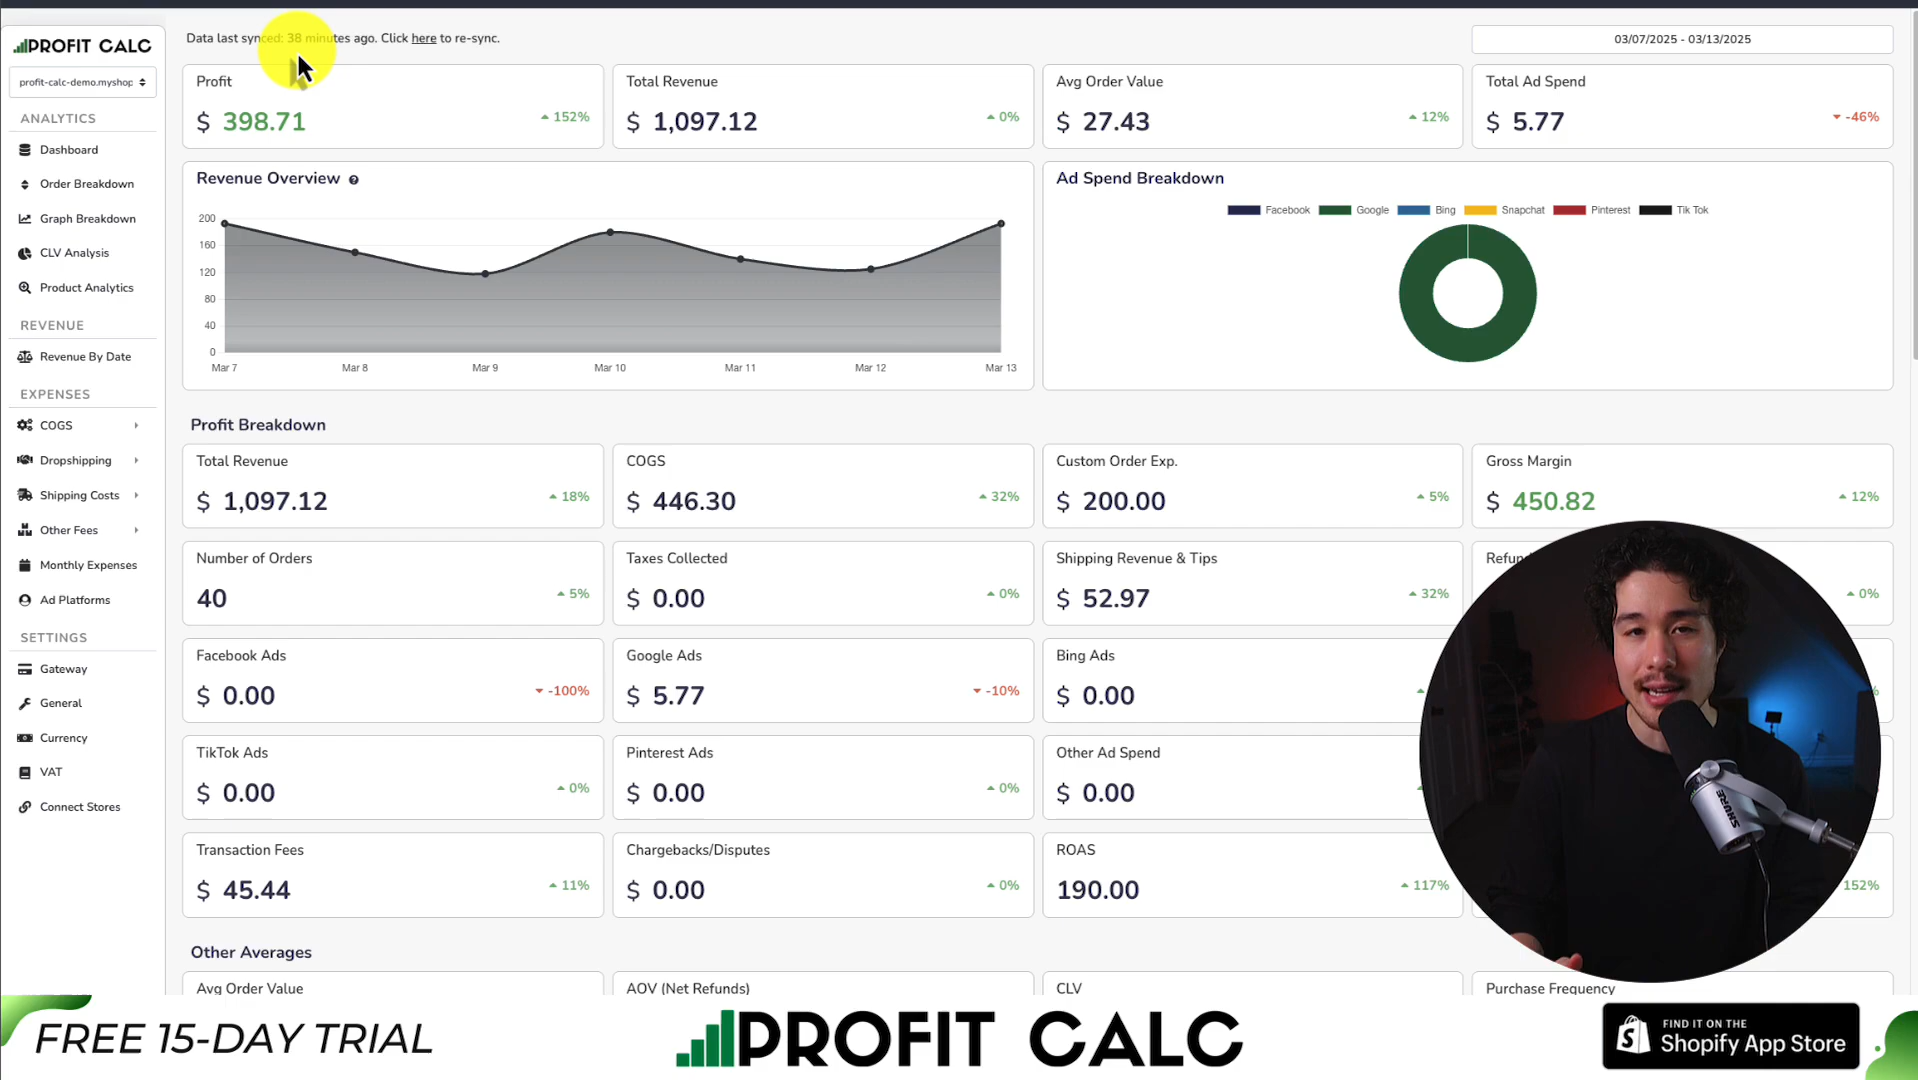 Data last synced: 38 minutes ago. Click here to re-sync.
03/07/2025 - 03/13/2025
PROFIT CALC
profit-calc-demo.myshop
ANALYTICS
Dashboard
Order Breakdown
Graph Breakdown
CLV Analysis
Product Analytics
REVENUE
Revenue By Date
EXPENSES
COGS
Dropshipping
Shipping Costs
Other Fees
Monthly Expenses
Ad Platforms
SETTINGS
Gateway
General
Currency
VAT
Connect Stores
Profit
$ 398.71
152%
Total Revenue
$ 1,097.12
0%
Avg Order Value
$ 27.43
12%
Total Ad Spend
$ 5.77
-46%
Revenue Overview
200
160
120
80
40
0
Mar 7
Mar 8
Mar 9
Mar 10
Mar 11
Mar 12
Mar 13
Ad Spend Breakdown
Facebook
Google
Bing
Snapchat
Pinterest
Tik Tok
Profit Breakdown
Total Revenue
$ 1,097.12
18%
COGS
$ 446.30
32%
Custom Order Exp.
$ 200.00
5%
Gross Margin
$ 450.82
12%
Number of Orders
40
5%
Taxes Collected
$ 0.00
0%
Shipping Revenue & Tips
$ 52.97
32%
0%
Facebook Ads
$ 0.00
-100%
Google Ads
$ 5.77
-10%
Bing Ads
$ 0.00
TikTok Ads
$ 0.00
0%
Pinterest Ads
$ 0.00
0%
Other Ad Spend
$ 0.00
Transaction Fees
$ 45.44
11%
Chargebacks/Disputes
$ 0.00
0%
ROAS
190.00
117%
152%
SHURE
Other Averages
Avg Order Value
AOV (Net Refunds)
CLV
Purchase Frequency
FREE 15-DAY TRIAL
PROFIT CALC
FIND IT ON THE
Shopify App Store